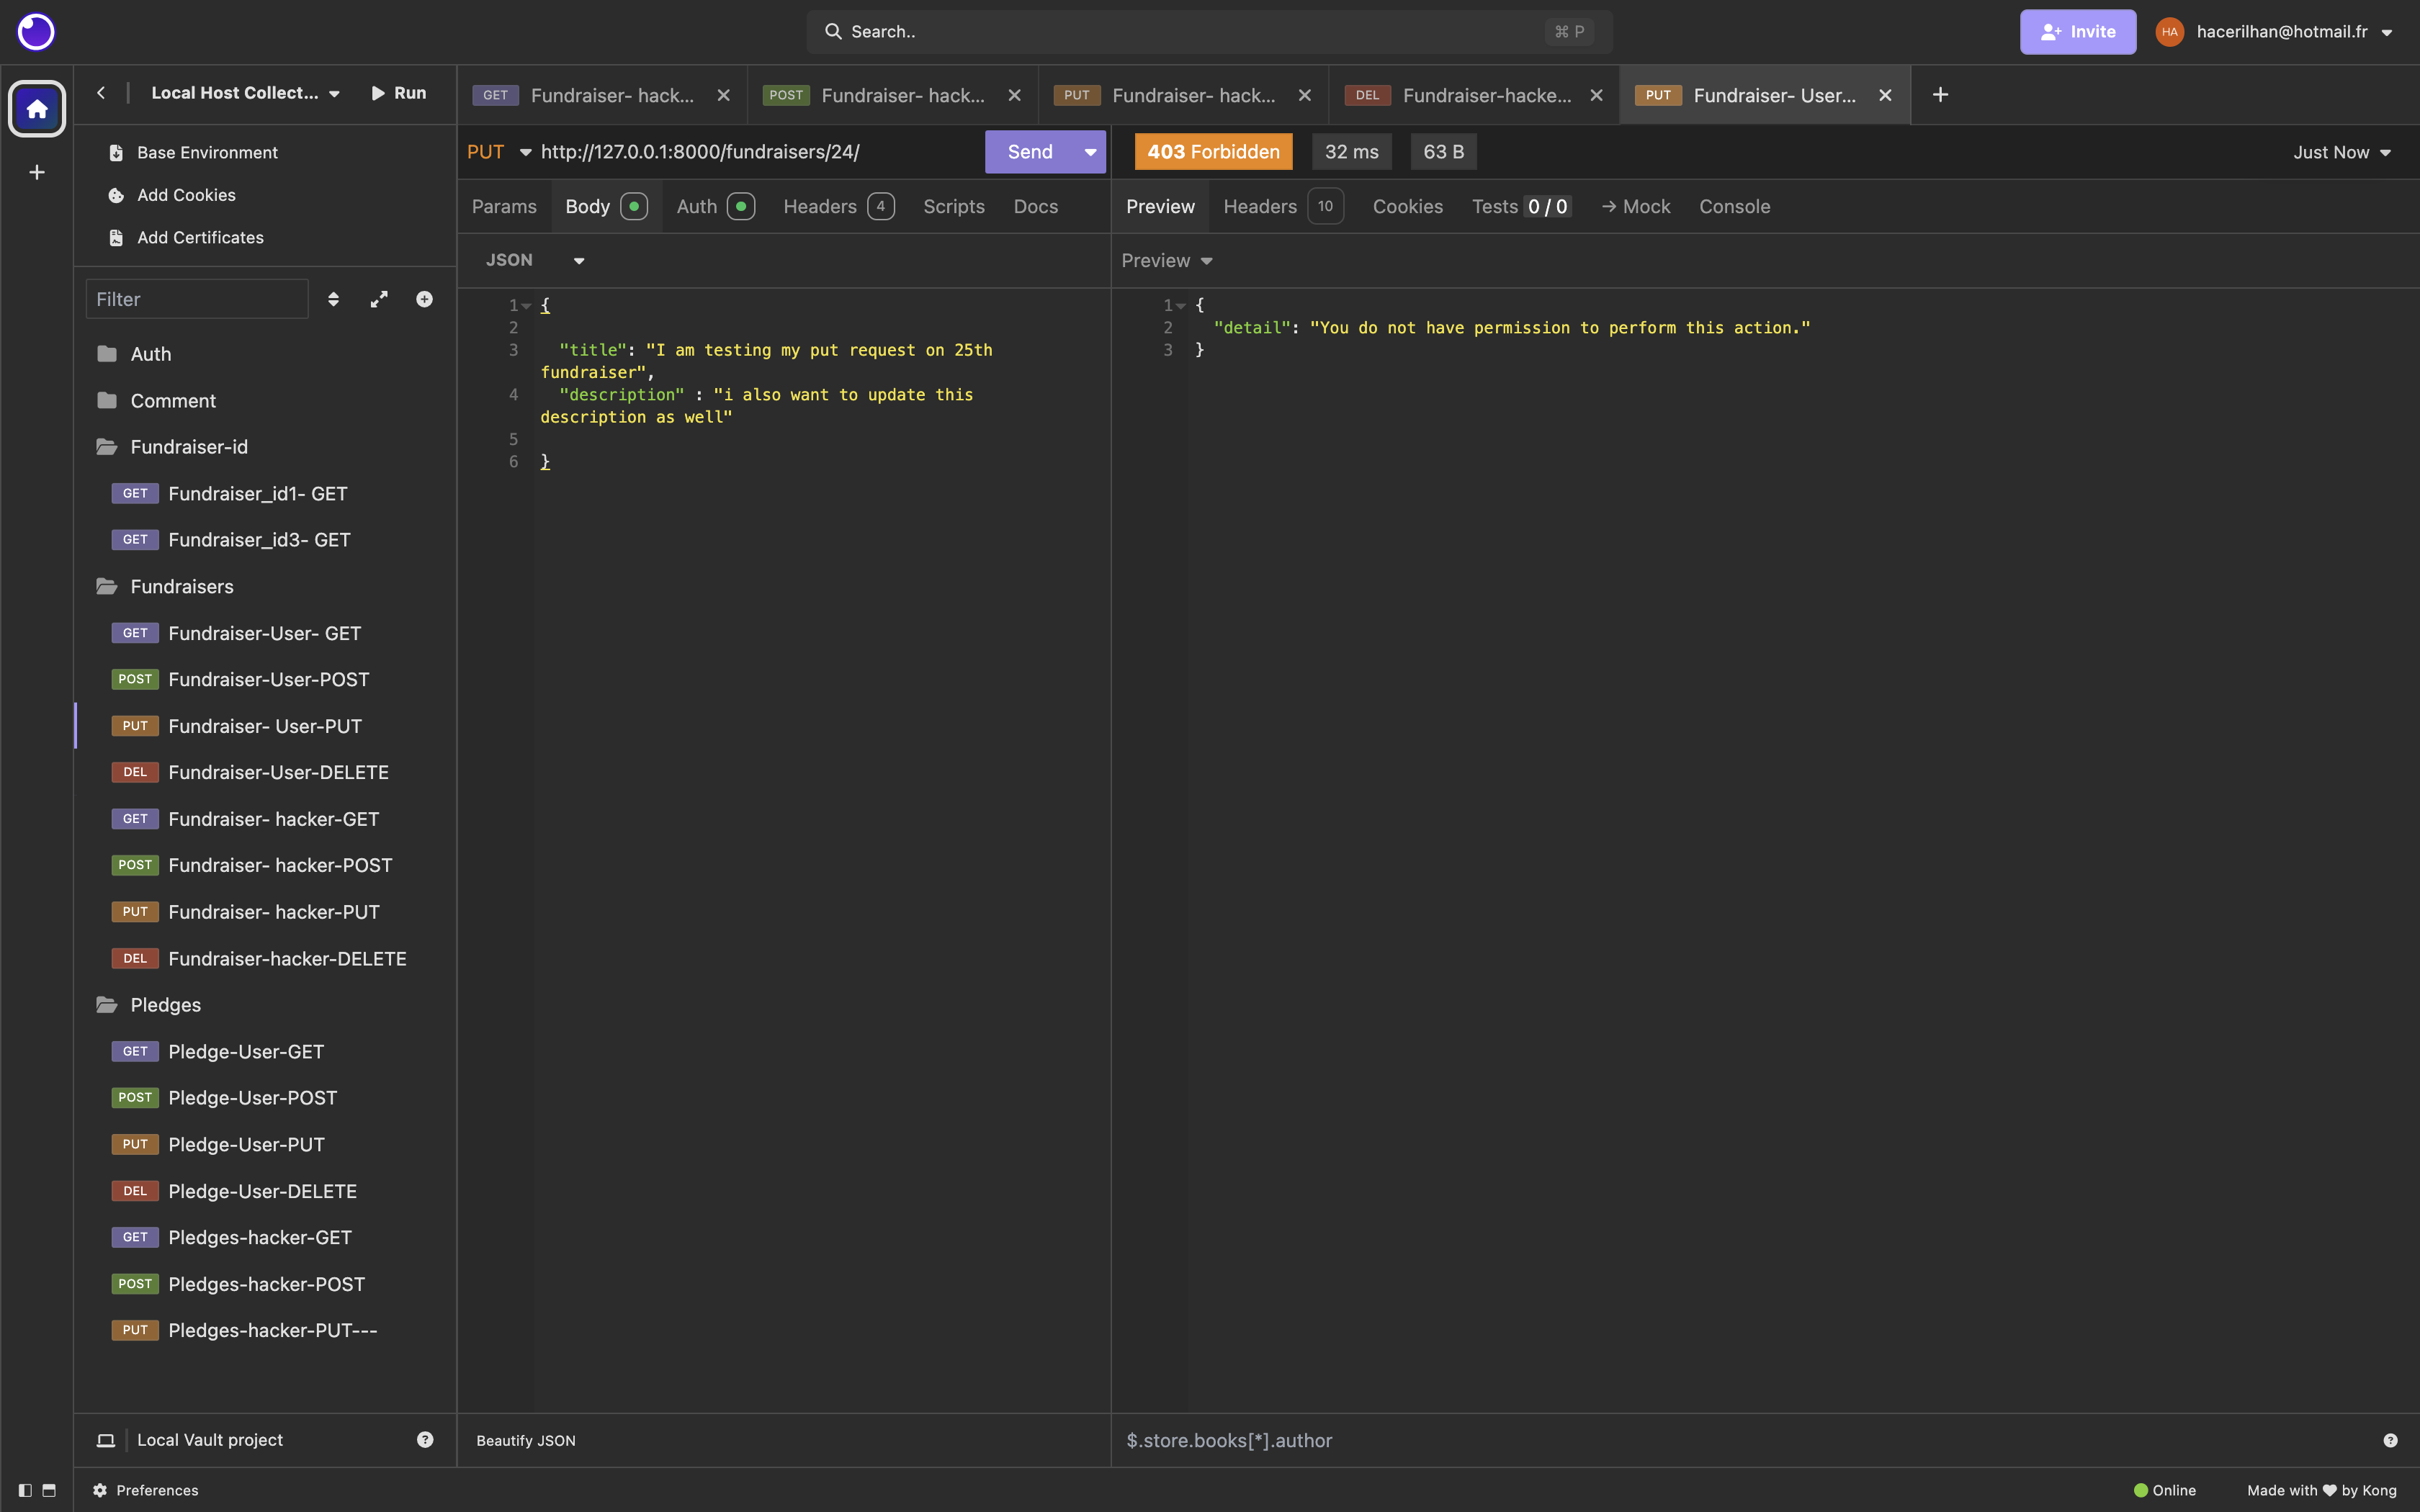 Search..
⌘ P
Invite
HA
hacerilhan@hotmail.fr
Local Host Collect...
Run
GET Fundraiser- hack...
POST Fundraiser- hack...
PUT Fundraiser- hack...
DEL Fundraiser-hacke...
PUT Fundraiser- User...
Base Environment
Add Cookies
Add Certificates
PUT http://127.0.0.1:8000/fundraisers/24/
Send
403 Forbidden
32 ms
63 B
Just Now
Params
Body
Auth
Headers 4
Scripts
Docs
Preview
Headers 10
Cookies
Tests 0 / 0
Mock
Console
JSON
Preview
Filter
Auth
Comment
Fundraiser-id
GET Fundraiser_id1- GET
GET Fundraiser_id3- GET
Fundraisers
GET Fundraiser-User- GET
POST Fundraiser-User-POST
PUT Fundraiser- User-PUT
DEL Fundraiser-User-DELETE
GET Fundraiser- hacker-GET
POST Fundraiser- hacker-POST
PUT Fundraiser- hacker-PUT
DEL Fundraiser-hacker-DELETE
Pledges
GET Pledge-User-GET
POST Pledge-User-POST
PUT Pledge-User-PUT
DEL Pledge-User-DELETE
GET Pledges-hacker-GET
POST Pledges-hacker-POST
PUT Pledges-hacker-PUT---
1 {
2
3 "title": "I am testing my put request on 25th
fundraiser",
4 "description" : "i also want to update this
description as well"
5
6 }
1 {
2 "detail": "You do not have permission to perform this action."
3 }
Local Vault project
Beautify JSON
$.store.books[*].author
Preferences
Online
Made with ♥ by Kong